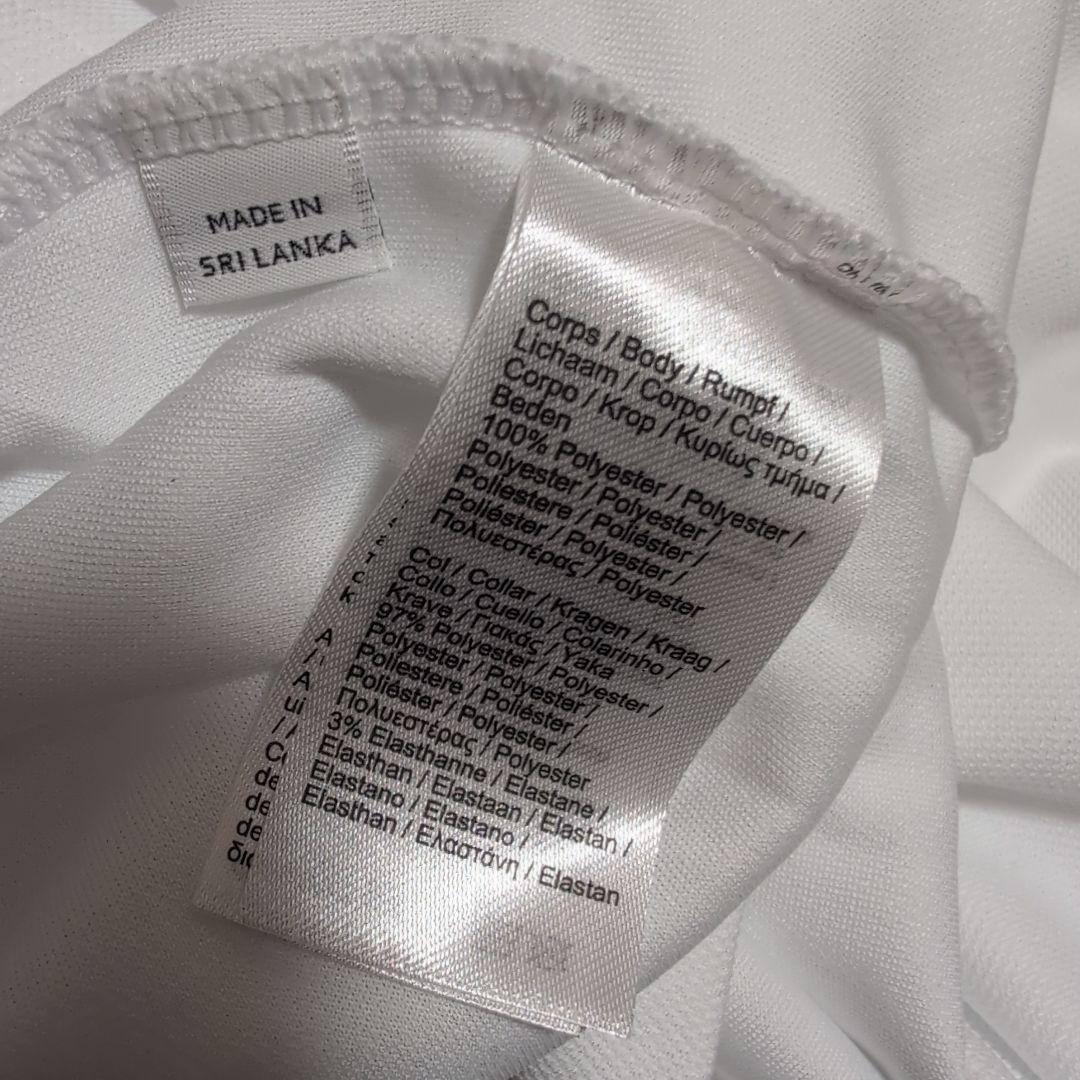 MADE IN
SRI LANKA
Corps / Body / Rumpf /
Lichaam / Corpo / Cuerpo /
Corpo / Krop / Κυρίως τμήμα /
Beden
100% Polyester / Polyester /
Polyester / Polyester /
Poliestere / Poliéster /
Poliéster / Polyester /
Πολυεστέρας / Polyester
Col / Collar / Kragen / Kraag /
Collo / Cuello / Colarinho /
Krave / Γιακάς / Yaka
97% Polyester / Polyester /
Polyester / Polyester /
Poliestere / Poliéster /
Poliéster / Polyester /
Πολυεστέρας / Polyester
3% Elasthanne / Elastane /
Elasthan / Elastaan / Elastan /
Elastano / Elastano /
Elasthan / Ελαστάνη / Elastan